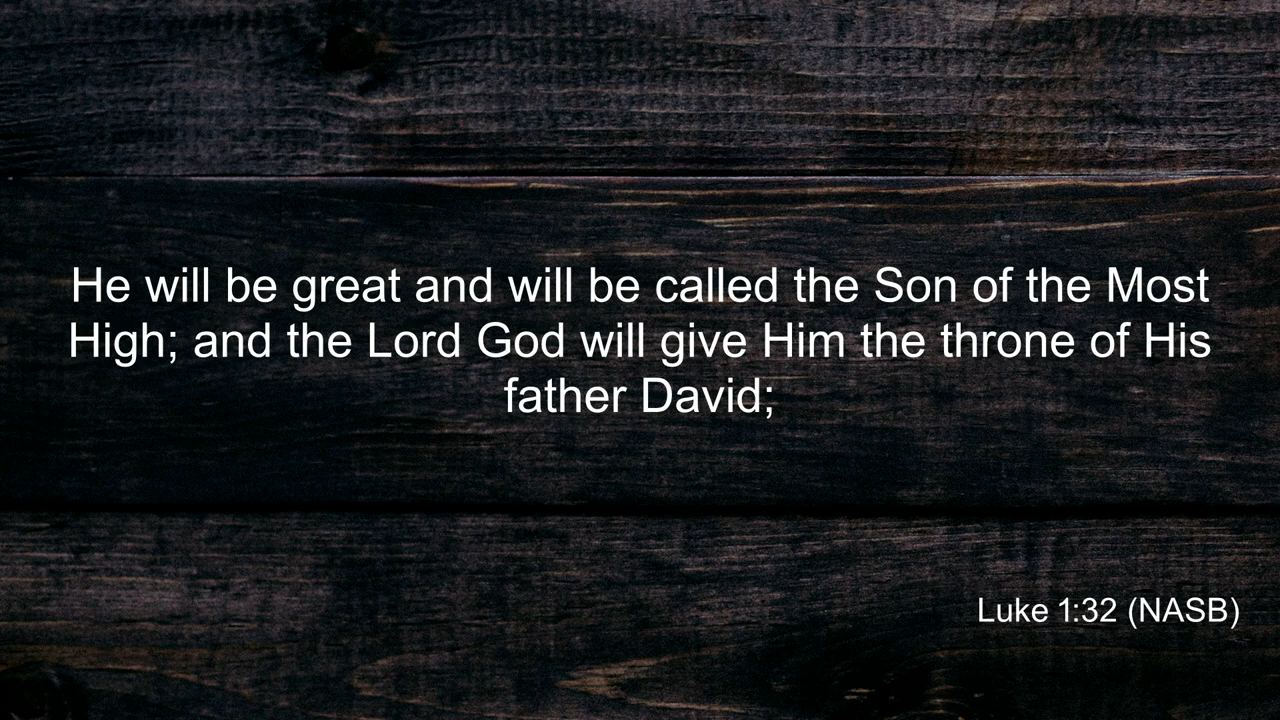 He will be great and will be called the Son of the Most
High; and the Lord God will give Him the throne of His
father David;
Luke 1:32 (NASB)